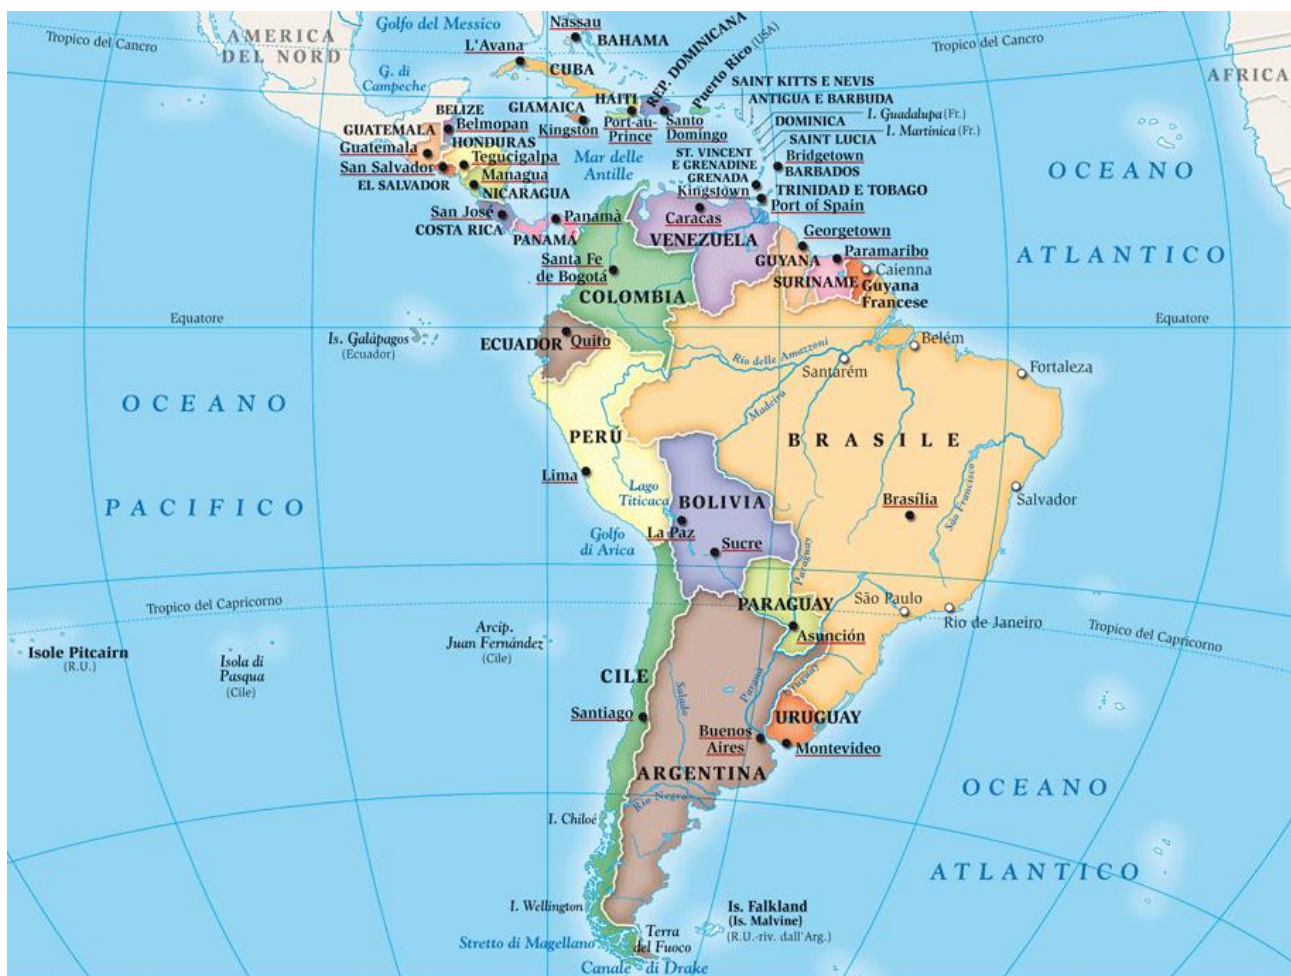 Golfo del Messico
Nassau
Tropico del Cancro
AMERICA
DEL NORD
L'Avana
BAHAMA
REP. DOMINICANA
Puerto Rico (USA)
Tropico del Cancro
AFRICA
G. di
Campeche
CUBA
SAINT KITTS E NEVIS
ANTIGUA E BARBUDA
I. Guadalupa (Fr.)
DOMINICA
I. Martinica (Fr.)
SAINT LUCIA
BELIZE
Belmopan
GIAMAICA
Kingston
HAITI
Port-au-
Prince
Santo
Domingo
GUATEMALA
Guatemala
HONDURAS
Tegucigalpa
Mar delle
Antille
ST. VINCENT
E GRENADINE
GRENADA
Kingstown
Bridgetown
BARBADOS
San Salvador
EL SALVADOR
Managua
NICARAGUA
TRINIDAD E TOBAGO
Port of Spain
OCEANO
ATLANTICO
San José
COSTA RICA
Panamà
PANAMÁ
Caracas
VENEZUELA
Georgetown
GUYANA
Paramaribo
SURINAME
Caienna
Guyana
Francese
Santa Fe
de Bogotá
COLOMBIA
Equatore
Is. Galápagos
(Ecuador)
ECUADOR
Quito
Equatore
Rio delle Amazzoni
Santarém
Belém
Fortaleza
Madeira
OCEANO
PACIFICO
PERÚ
BRASILE
Lima
Lago
Titicaca
BOLIVIA
Brasília
São Francisco
Salvador
Golfo
di Arica
La Paz
Sucre
Paraguay
Tropico del Capricorno
PARAGUAY
São Paulo
Rio de Janeiro
Tropico del Capricorno
Asunción
Isole Pitcairn
(R.U.)
Isola di
Pasqua
(Cile)
Arcip.
Juan Fernández
(Cile)
CILE
Salado
Paraná
Uruguay
Santiago
URUGUAY
Buenos
Aires
Montevideo
ARGENTINA
Rio Negro
OCEANO
ATLANTICO
I. Chiloé
I. Wellington
Is. Falkland
(Is. Malvine)
(R.U.-riv. dall'Arg.)
Stretto di Magellano
Terra
del Fuoco
Canale di Drake